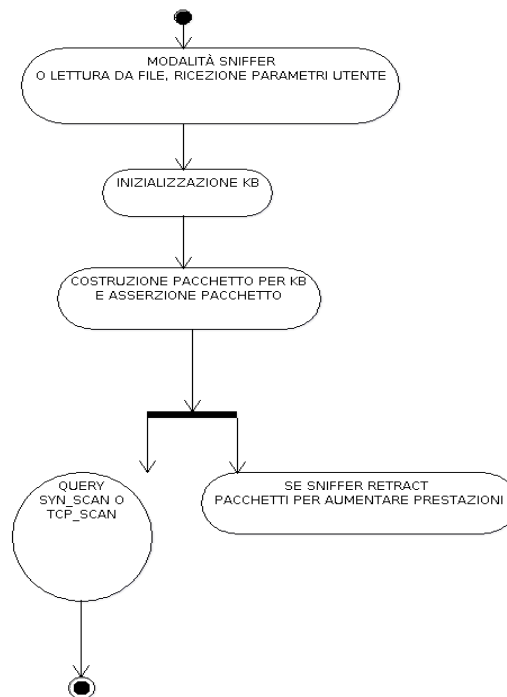 MODALITÀ SNIFFER
O LETTURA DA FILE, RICEZIONE PARAMETRI UTENTE
INIZIALIZZAZIONE KB
COSTRUZIONE PACCHETTO PER KB
E ASSERZIONE PACCHETTO
QUERY
SYN_SCAN O
TCP_SCAN
SE SNIFFER RETRACT
PACCHETTI PER AUMENTARE PRESTAZIONI